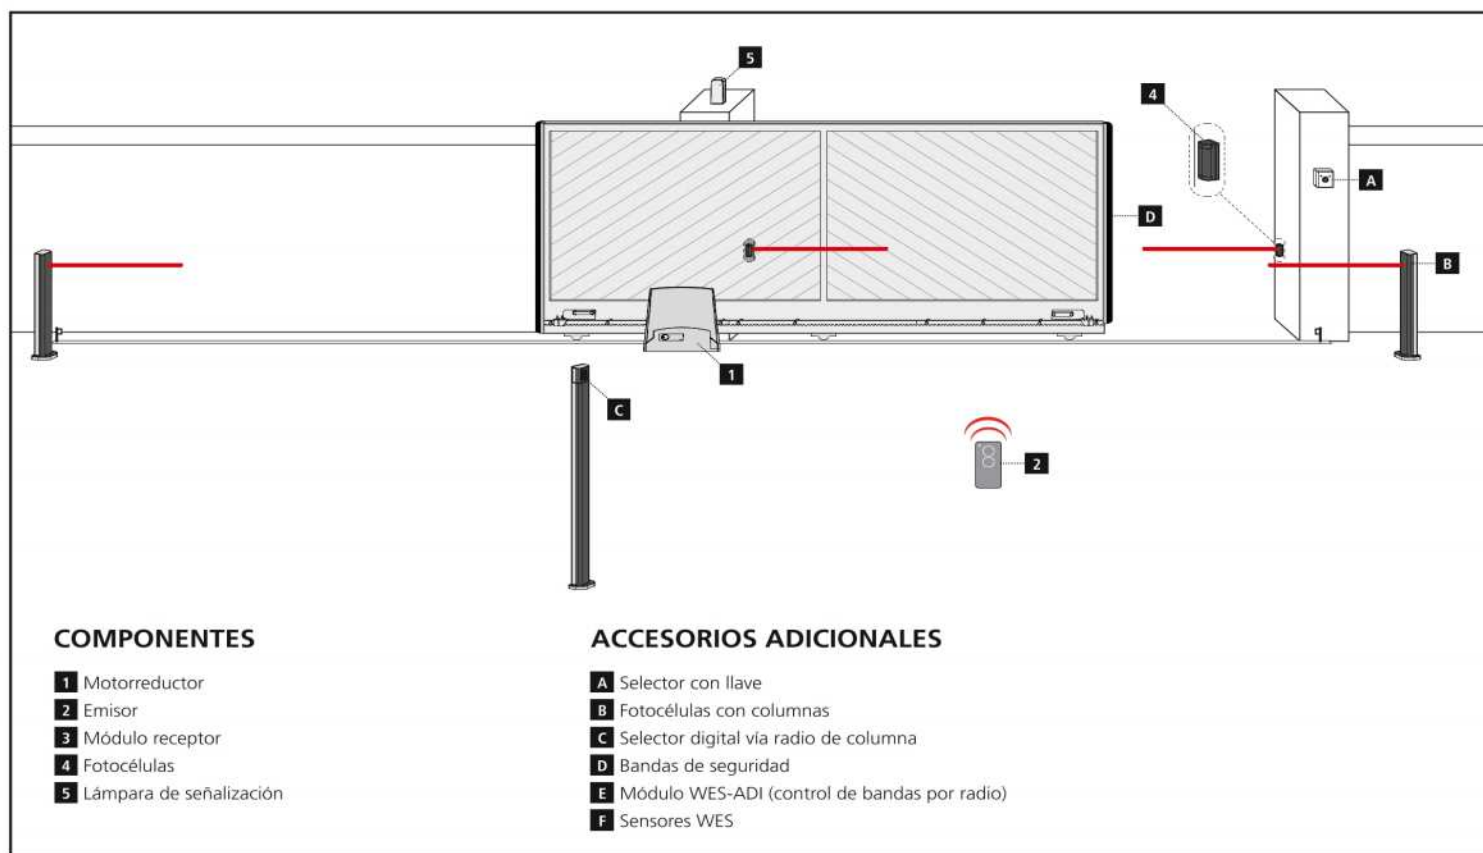 5
4
A
D
B
1
C
2
COMPONENTES
1 Motorreductor
2 Emisor
3 Módulo receptor
4 Fotocélulas
5 Lámpara de señalización
ACCESORIOS ADICIONALES
A Selector con llave
B Fotocélulas con columnas
C Selector digital vía radio de columna
D Bandas de seguridad
E Módulo WES-ADI (control de bandas por radio)
F Sensores WES